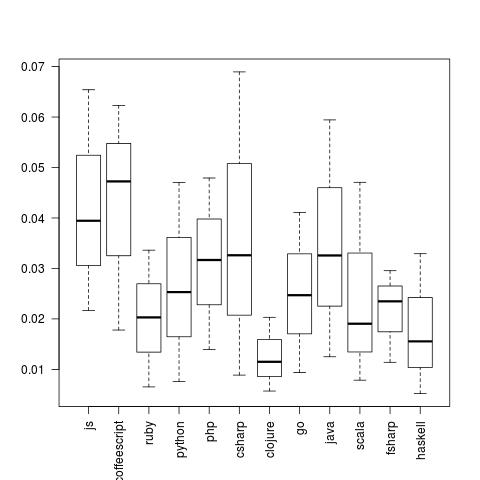 0.07
0.06
0.05
0.04
0.03
0.02
0.01
js
coffeescript
ruby
python
php
csharp
clojure
go
java
scala
fsharp
haskell